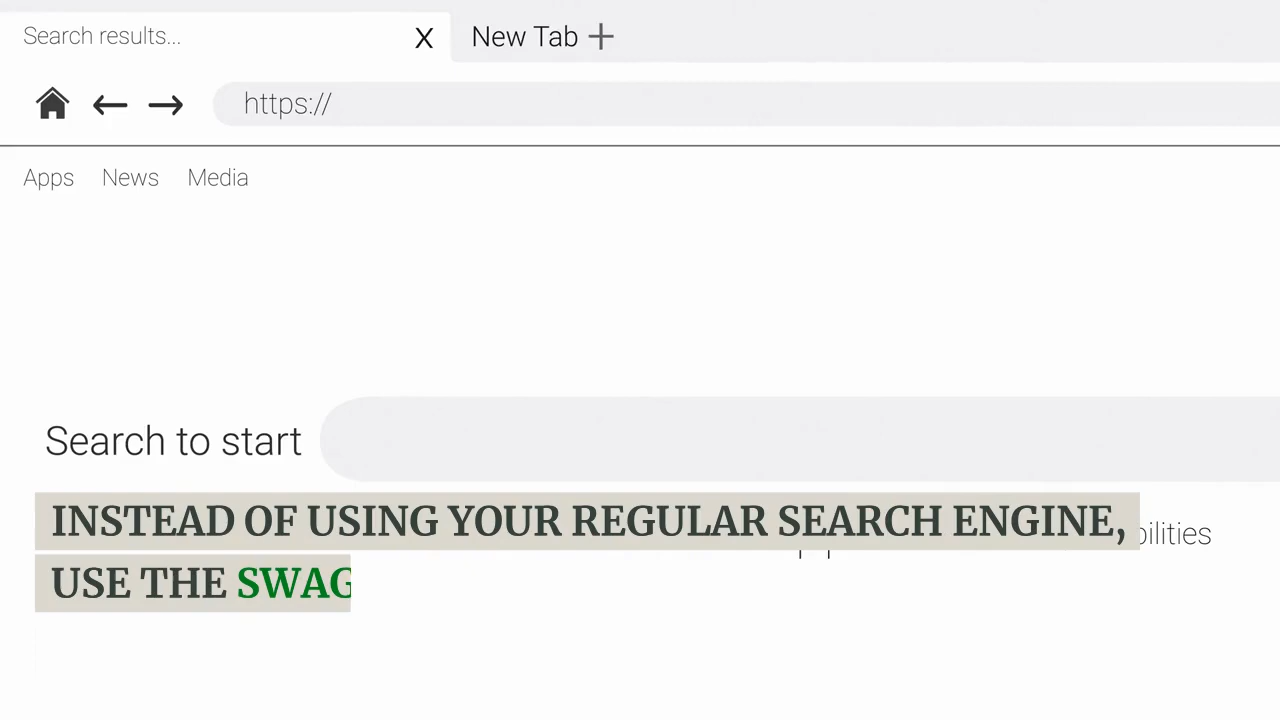 Search results... X New Tab +
https://
Apps News Media
Search to start
INSTEAD OF USING YOUR REGULAR SEARCH ENGINE,
USE THE SWAG